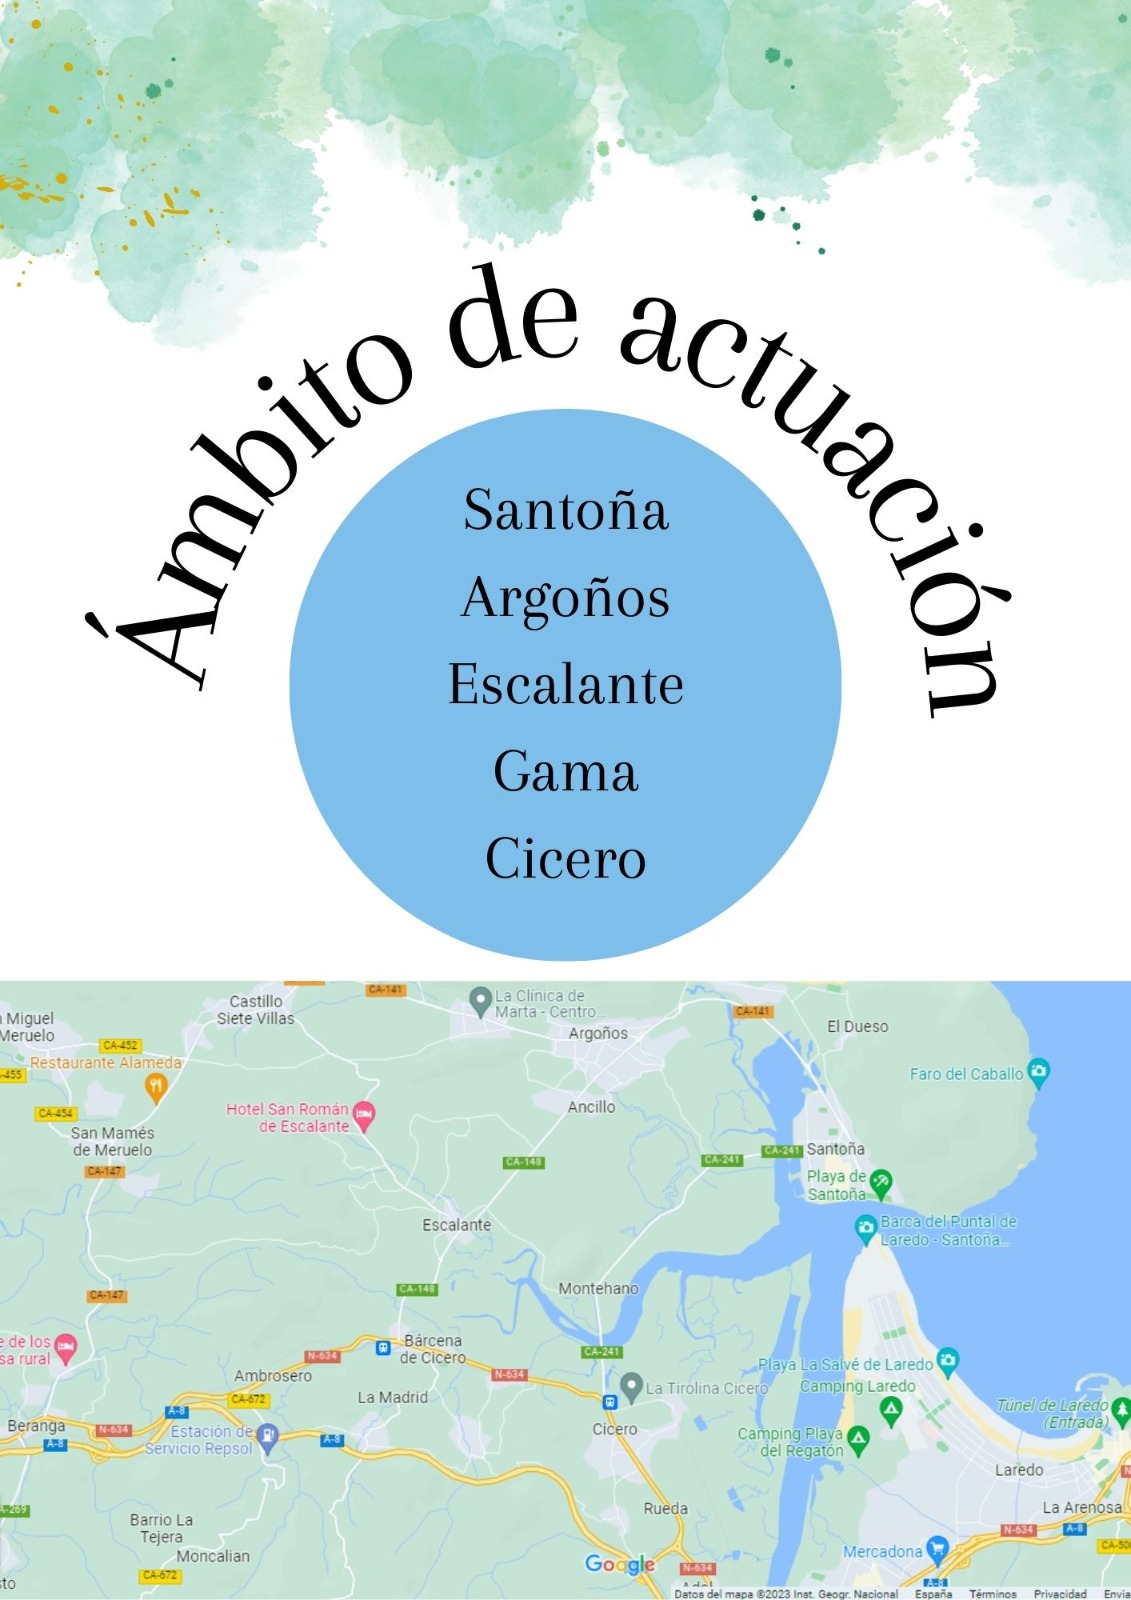 Ámbito de actuación
Santoña
Argoños
Escalante
Gama
Cicero
CA-141
Castillo
Siete Villas
La Clínica de
Marta - Centro...
Argoños
CA-141
El Dueso
Miguel
Meruelo
CA-452
Restaurante Alameda
-455
Faro del Caballo
CA-454
Hotel San Román
de Escalante
Ancillo
San Mamés
de Meruelo
CA-147
CA-148
CA-241
CA-241
Santoña
Playa de
Santoña
Escalante
Barca del Puntal de
Laredo - Santoña...
CA-147
CA-148
Montehano
e de los
sa rural
N-634
Bárcena
de Cicero
CA-241
N-634
Playa La Salvé de Laredo
Ambrosero
CA-672
La Madrid
La Tirolina Cicero
Camping Laredo
Túnel de Laredo
(Entrada)
Beranga
N-634
A-8
A-8
Estación de
Servicio Repsol
A-8
Cicero
Camping Playa
del Regatón
Laredo
A-269
Barrio La
Tejera
Rueda
La Arenosa
N-634
A-8
CA-50
Moncalian
Mercadona
Google
N-634
sto
CA-672
A-8
Datos del mapa ©2023 Inst. Geogr. Nacional España Términos Privacidad Envia